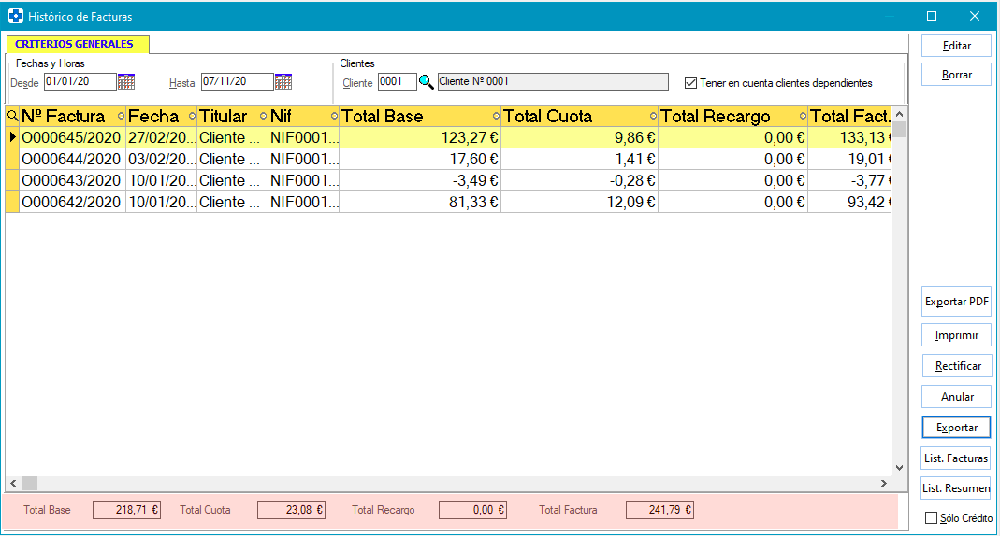 Histórico de Facturas
CRITERIOS GENERALES
Fechas y Horas
Desde 01/01/20 Hasta 07/11/20
Clientes
Cliente 0001 Cliente Nº 0001 Tener en cuenta clientes dependientes
Nº Factura Fecha Titular Nif Total Base Total Cuota Total Recargo Total Fact.
O000645/2020 27/02/20... Cliente ... NIF0001... 123,27 € 9,86 € 0,00 € 133,13 €
O000644/2020 03/02/20... Cliente ... NIF0001... 17,60 € 1,41 € 0,00 € 19,01 €
O000643/2020 10/01/20... Cliente ... NIF0001... -3,49 € -0,28 € 0,00 € -3,77 €
O000642/2020 10/01/20... Cliente ... NIF0001... 81,33 € 12,09 € 0,00 € 93,42 €
Total Base 218,71 € Total Cuota 23,08 € Total Recargo 0,00 € Total Factura 241,79 €
Editar
Borrar
Exportar PDF
Imprimir
Rectificar
Anular
Exportar
List. Facturas
List. Resumen
Sólo Crédito